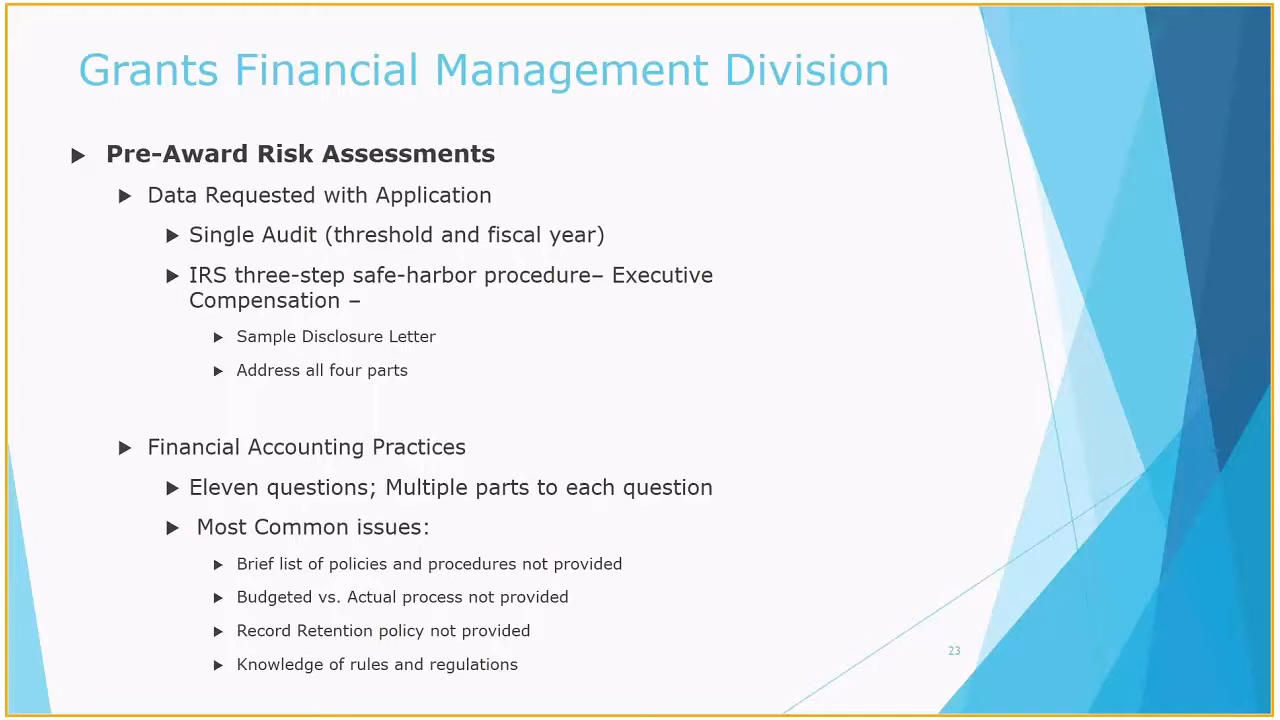 Grants Financial Management Division
Pre-Award Risk Assessments
Data Requested with Application
Single Audit (threshold and fiscal year)
IRS three-step safe-harbor procedure– Executive
Compensation –
Sample Disclosure Letter
Address all four parts
Financial Accounting Practices
Eleven questions; Multiple parts to each question
Most Common issues:
Brief list of policies and procedures not provided
Budgeted vs. Actual process not provided
Record Retention policy not provided
Knowledge of rules and regulations
23